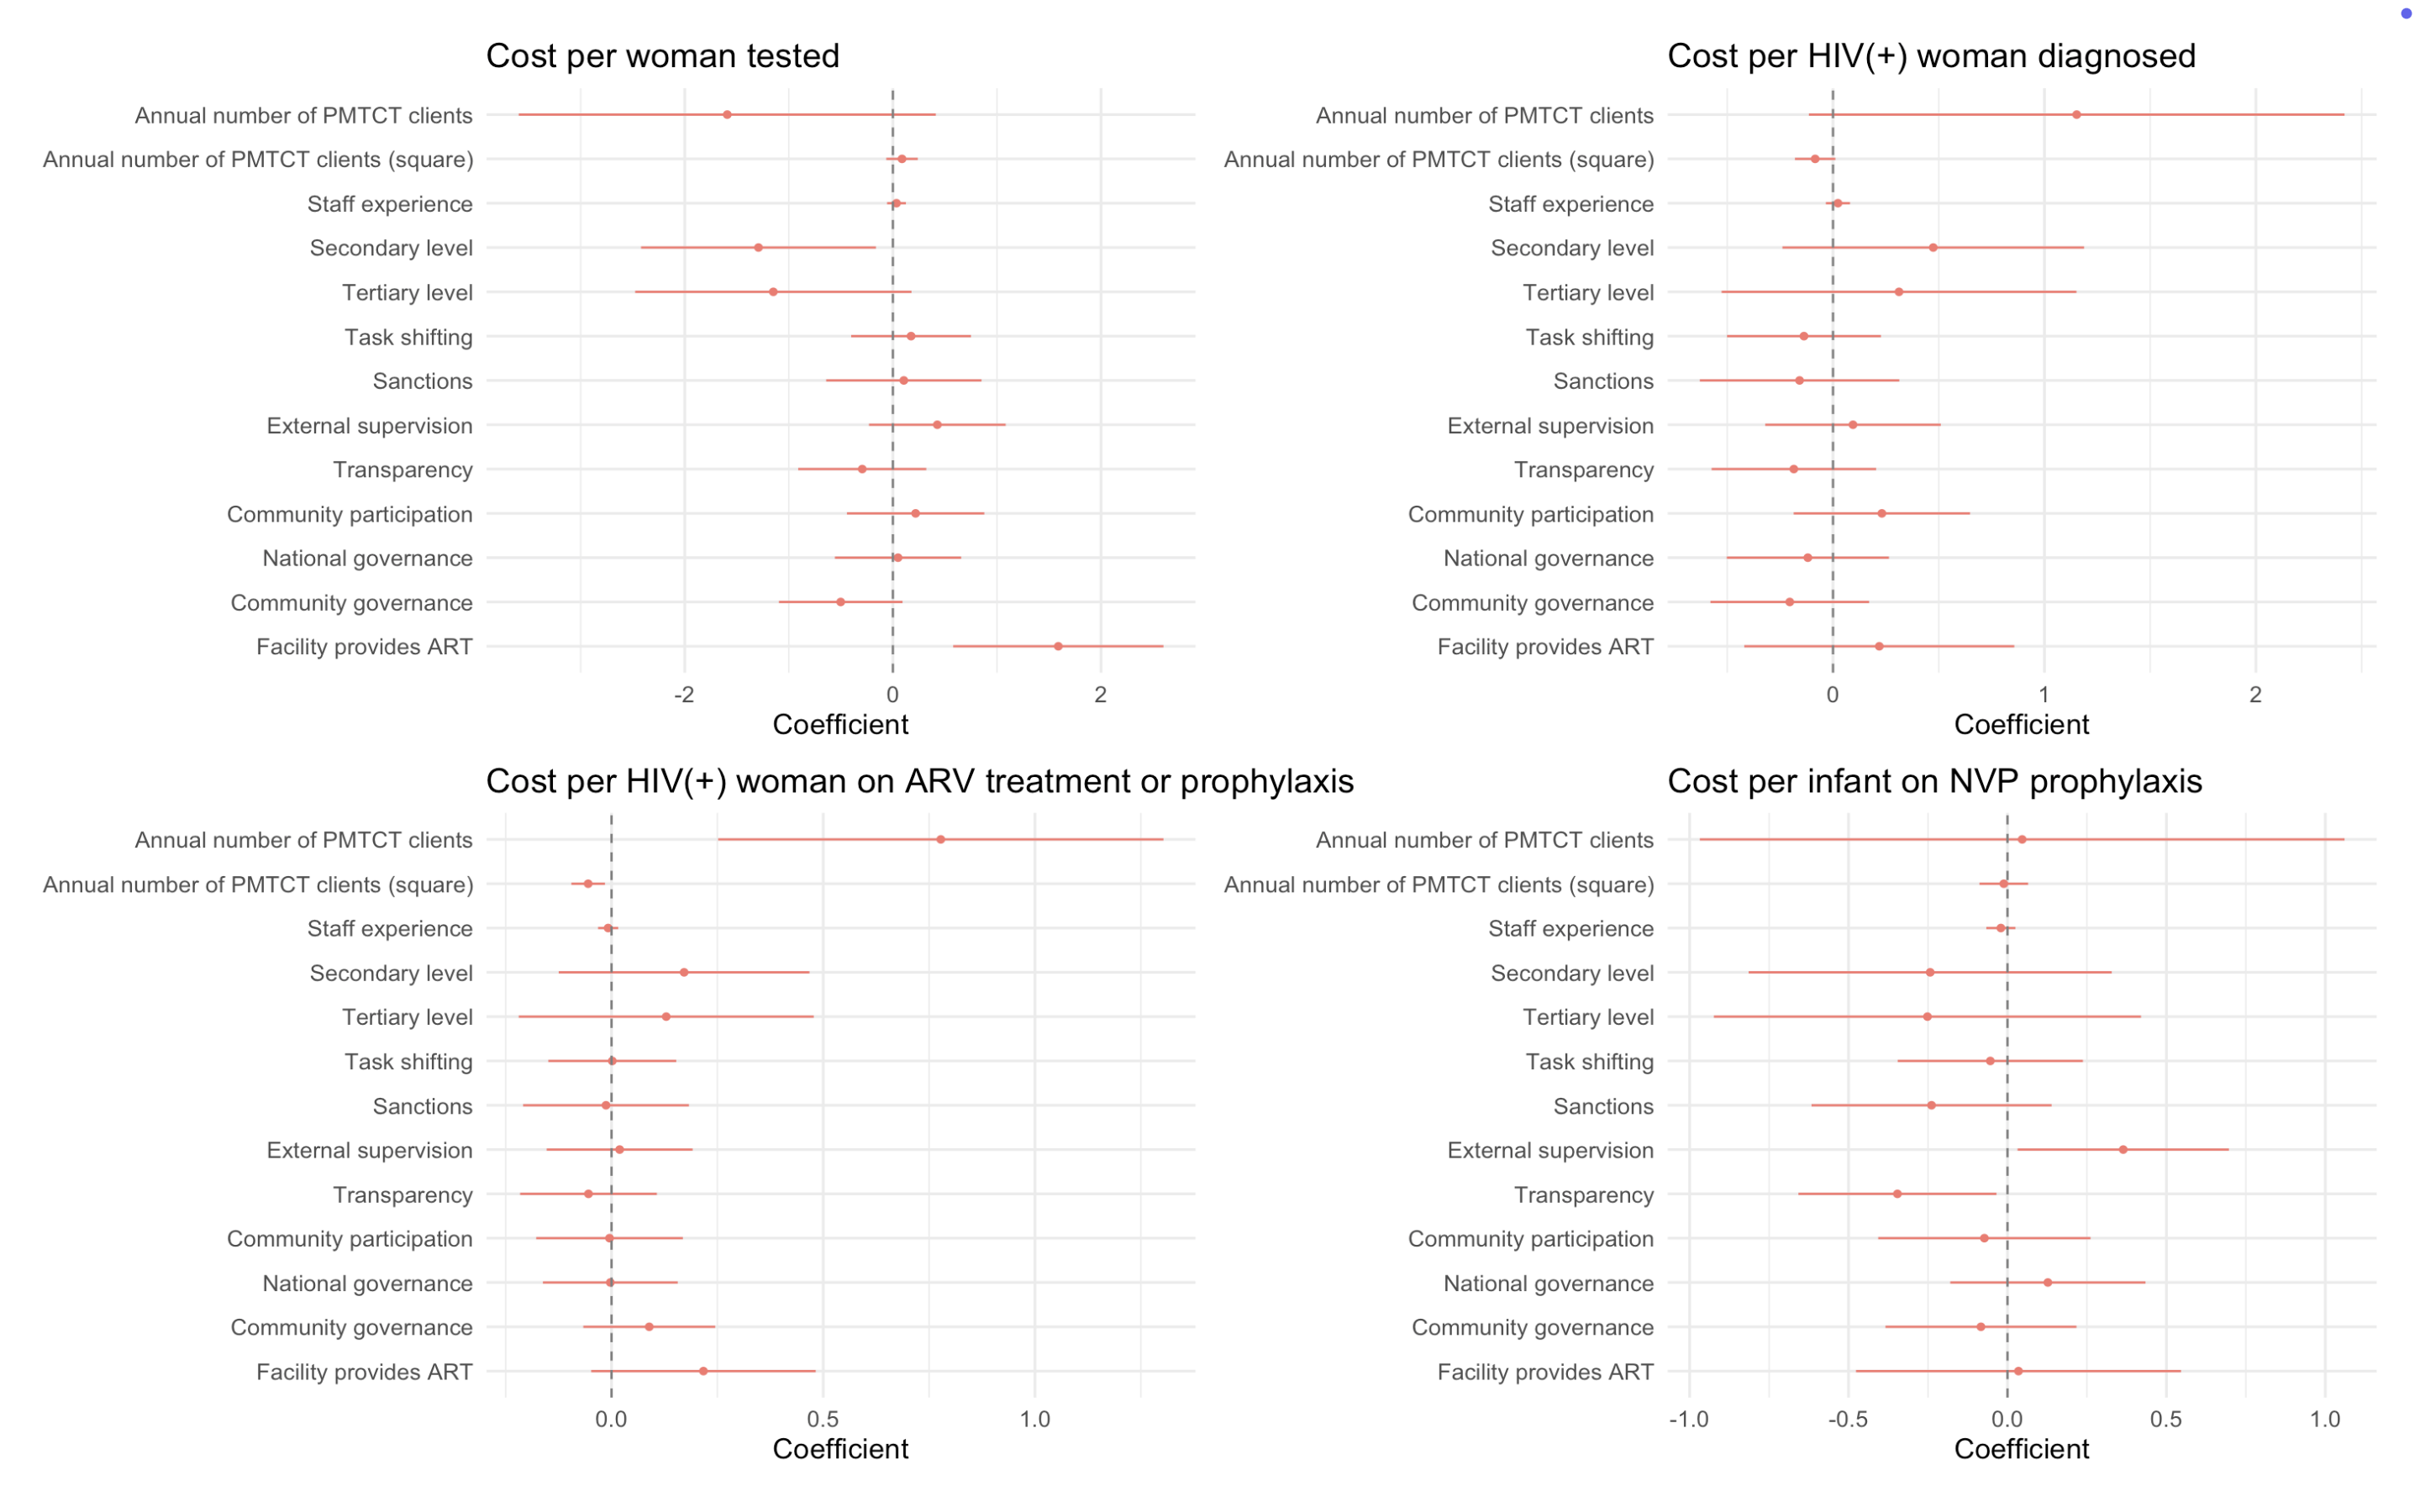 Cost per woman tested
Annual number of PMTCT clients
Annual number of PMTCT clients (square)
Staff experience
Secondary level
Tertiary level
Task shifting
Sanctions
External supervision
Transparency
Community participation
National governance
Community governance
Facility provides ART
-2 0 2
Coefficient
Cost per HIV(+) woman diagnosed
Annual number of PMTCT clients
Annual number of PMTCT clients (square)
Staff experience
Secondary level
Tertiary level
Task shifting
Sanctions
External supervision
Transparency
Community participation
National governance
Community governance
Facility provides ART
0 1 2
Coefficient
Cost per HIV(+) woman on ARV treatment or prophylaxis
Annual number of PMTCT clients
Annual number of PMTCT clients (square)
Staff experience
Secondary level
Tertiary level
Task shifting
Sanctions
External supervision
Transparency
Community participation
National governance
Community governance
Facility provides ART
0.0 0.5 1.0
Coefficient
Cost per infant on NVP prophylaxis
Annual number of PMTCT clients
Annual number of PMTCT clients (square)
Staff experience
Secondary level
Tertiary level
Task shifting
Sanctions
External supervision
Transparency
Community participation
National governance
Community governance
Facility provides ART
-1.0 -0.5 0.0 0.5 1.0
Coefficient